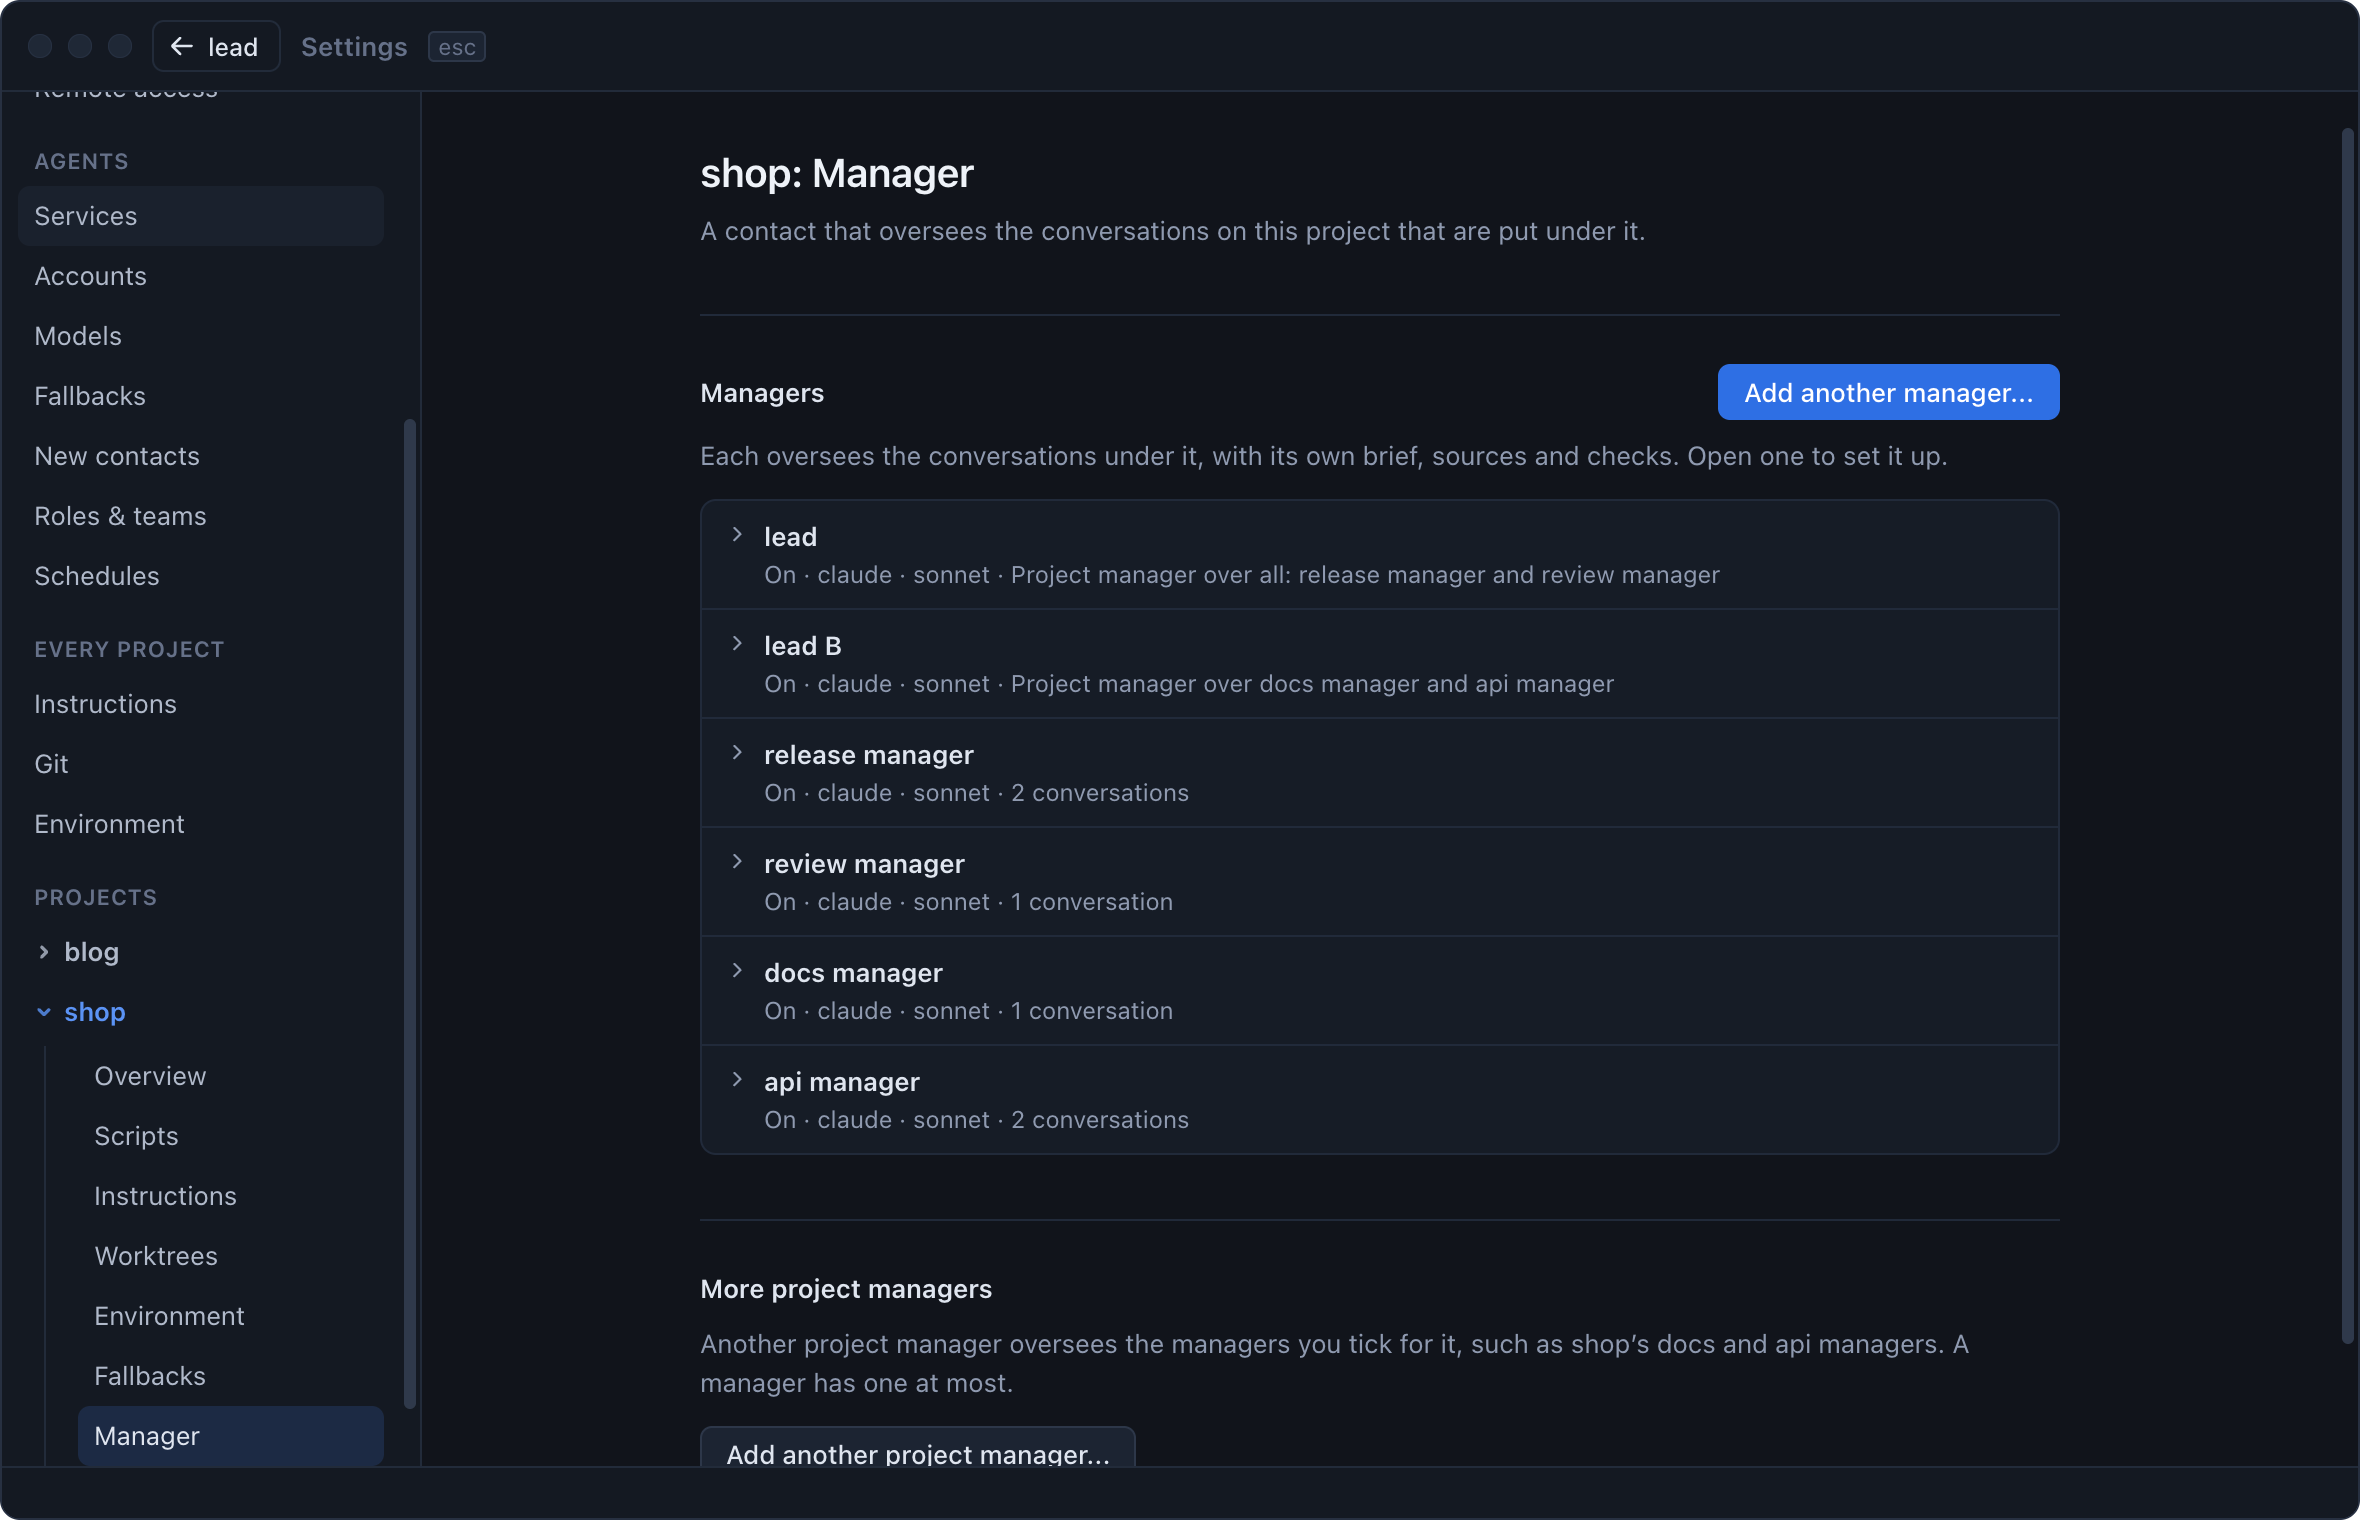 lead
Settings
esc
Remote access
AGENTS
Services
Accounts
Models
Fallbacks
New contacts
Roles & teams
Schedules
EVERY PROJECT
Instructions
Git
Environment
PROJECTS
blog
shop
Overview
Scripts
Instructions
Worktrees
Environment
Fallbacks
Manager
shop: Manager
A contact that oversees the conversations on this project that are put under it.
Managers
Add another manager...
Each oversees the conversations under it, with its own brief, sources and checks. Open one to set it up.
lead
On · claude · sonnet · Project manager over all: release manager and review manager
lead B
On · claude · sonnet · Project manager over docs manager and api manager
release manager
On · claude · sonnet · 2 conversations
review manager
On · claude · sonnet · 1 conversation
docs manager
On · claude · sonnet · 1 conversation
api manager
On · claude · sonnet · 2 conversations
More project managers
Another project manager oversees the managers you tick for it, such as shop’s docs and api managers. A
manager has one at most.
Add another project manager...